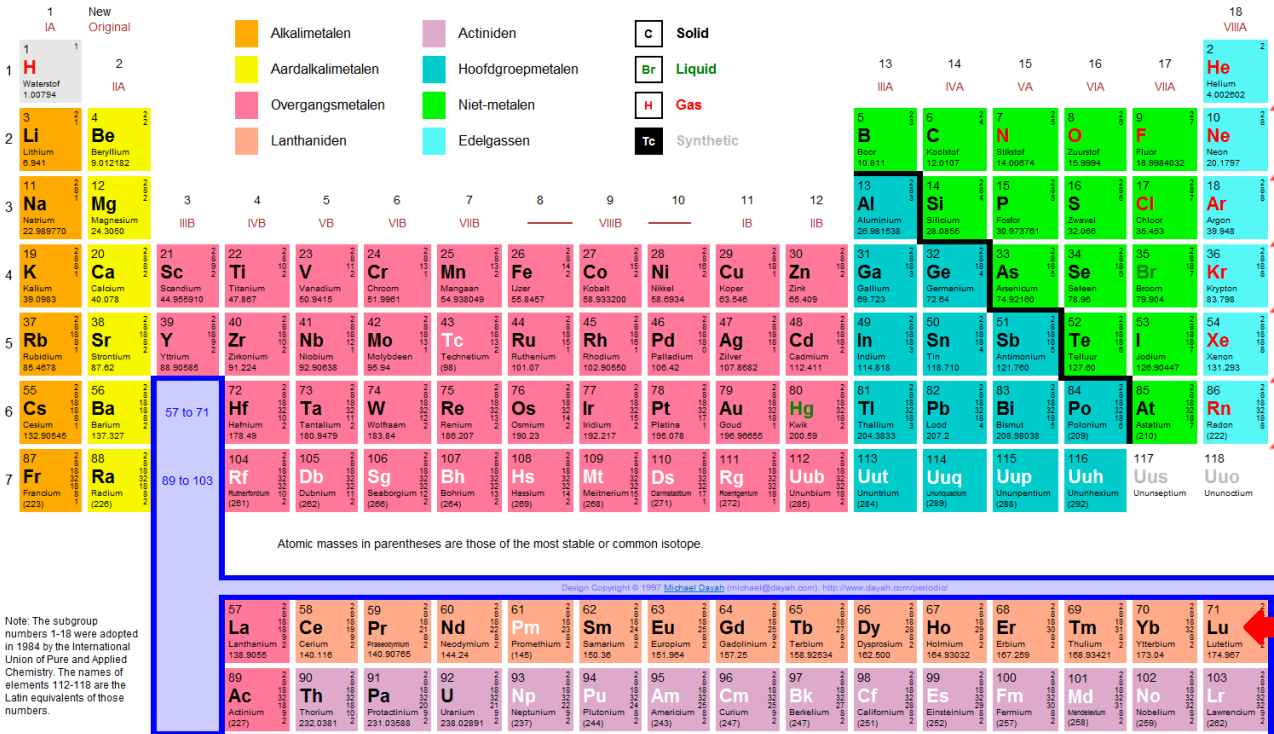 1 New 18
IA Original VIIIA
Alkalimetalen Actiniden C Solid
Aardalkalimetalen Hoofdgroepmetalen Br Liquid
Overgangsmetalen Niet-metalen H Gas
Lanthaniden Edelgassen Tc Synthetic
2 13 14 15 16 17
IIA IIIA IVA VA VIA VIIA
1 2
1 H He
Waterstof Helium
1.00794 4.002602
3 4 5 6 7 8 9 10
2 Li Be B C N O F Ne
Lithium Beryllium Boor Koolstof Stikstof Zuurstof Fluor Neon
6.941 9.012182 10.811 12.0107 14.00674 15.9994 18.9984032 20.1797
3 4 5 6 7 8 9 10 11 12
IIIB IVB VB VIB VIIB VIIIB IB IIB
11 12 13 14 15 16 17 18
3 Na Mg Al Si P S Cl Ar
Natrium Magnesium Aluminium Silicium Fosfor Zwavel Chloor Argon
22.989770 24.3050 26.981538 28.0855 30.973761 32.066 35.453 39.948
19 20 21 22 23 24 25 26 27 28 29 30 31 32 33 34 35 36
4 K Ca Sc Ti V Cr Mn Fe Co Ni Cu Zn Ga Ge As Se Br Kr
Kalium Calcium Scandium Titanium Vanadium Chroom Mangaan IJzer Kobalt Nikkel Koper Zink Gallium Germanium Arsenicum Seleen Broom Krypton
39.0983 40.078 44.955910 47.867 50.9415 51.9961 54.938049 55.8457 58.933200 58.6934 63.546 65.409 69.723 72.64 74.92160 78.96 79.904 83.798
37 38 39 40 41 42 43 44 45 46 47 48 49 50 51 52 53 54
5 Rb Sr Y Zr Nb Mo Tc Ru Rh Pd Ag Cd In Sn Sb Te I Xe
Rubidium Strontium Yttrium Zirkonium Niobium Molybdeen Technetium Ruthenium Rhodium Palladium Zilver Cadmium Indium Tin Antimonium Telluur Jodium Xenon
85.4678 87.62 88.90585 91.224 92.90638 95.94 (98) 101.07 102.90550 106.42 107.8682 112.411 114.818 118.710 121.760 127.60 126.90447 131.293
55 56 72 73 74 75 76 77 78 79 80 81 82 83 84 85 86
6 Cs Ba 57 to 71 Hf Ta W Re Os Ir Pt Au Hg Tl Pb Bi Po At Rn
Cesium Barium Hafnium Tantalium Wolfraam Renium Osmium Iridium Platina Goud Kwik Thallium Lood Bismut Polonium Astatium Radon
132.90545 137.327 178.49 180.9479 183.84 186.207 190.23 192.217 195.078 196.96655 200.59 204.3833 207.2 208.98038 (209) (210) (222)
87 88 104 105 106 107 108 109 110 111 112 113 114 115 116 117 118
7 Fr Ra 89 to 103 Rf Db Sg Bh Hs Mt Ds Rg Uub Uut Uuq Uup Uuh Uus Uuo
Francium Radium Rutherfordium Dubnium Seaborgium Bohrium Hassium Meitnerium Darmstadtium Roentgenium Ununbium Ununtrium Ununquadium Ununpentium Ununhexium Ununseptium Ununoctium
(223) (226) (261) (262) (266) (264) (269) (268) (271) (272) (285) (284) (289) (288) (292)
Atomic masses in parentheses are those of the most stable or common isotope.
Design Copyright © 1997 Michael Dayah (michael@dayah.com). http://www.dayah.com/periodic/
Note: The subgroup
numbers 1-18 were adopted
in 1984 by the International
Union of Pure and Applied
Chemistry. The names of
elements 112-118 are the
Latin equivalents of those
numbers.
57 58 59 60 61 62 63 64 65 66 67 68 69 70 71
La Ce Pr Nd Pm Sm Eu Gd Tb Dy Ho Er Tm Yb Lu
Lanthanium Cerium Praseodymium Neodymium Promethium Samarium Europium Gadolinium Terbium Dysprosium Holmium Erbium Thulium Ytterbium Lutetium
138.9055 140.116 140.90765 144.24 (145) 150.36 151.964 157.25 158.92534 162.500 164.93032 167.259 168.93421 173.04 174.967
89 90 91 92 93 94 95 96 97 98 99 100 101 102 103
Ac Th Pa U Np Pu Am Cm Bk Cf Es Fm Md No Lr
Actinium Thorium Protactinium Uranium Neptunium Plutonium Americium Curium Berkelium Californium Einsteinium Fermium Mendelevium Nobelium Lawrencium
(227) 232.0381 231.03588 238.02891 (237) (244) (243) (247) (247) (251) (252) (257) (258) (259) (262)